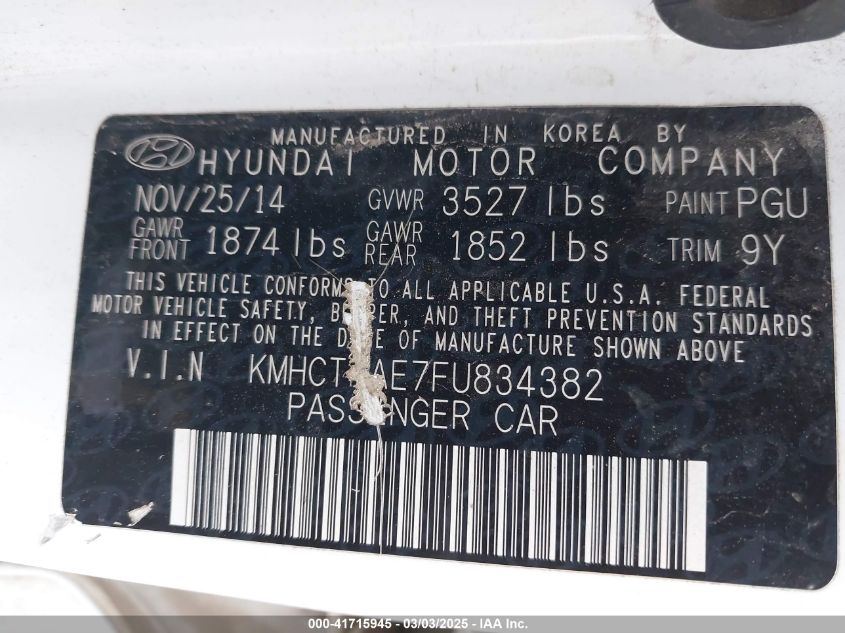 MANUFACTURED IN KOREA BY
HYUNDAI MOTOR COMPANY
NOV/25/14 GVWR 3527 lbs PAINT PGU
GAWR FRONT 1874 lbs GAWR REAR 1852 lbs TRIM 9Y
THIS VEHICLE CONFORMS TO ALL APPLICABLE U.S.A. FEDERAL
MOTOR VEHICLE SAFETY, AND THEFT PREVENTION STANDARDS
IN EFFECT ON THE OF MANUFACTURE SHOWN ABOVE.
V.I.N
PASSENGER CAR
000-41715945 - 03/03/2025 - IAA Inc.